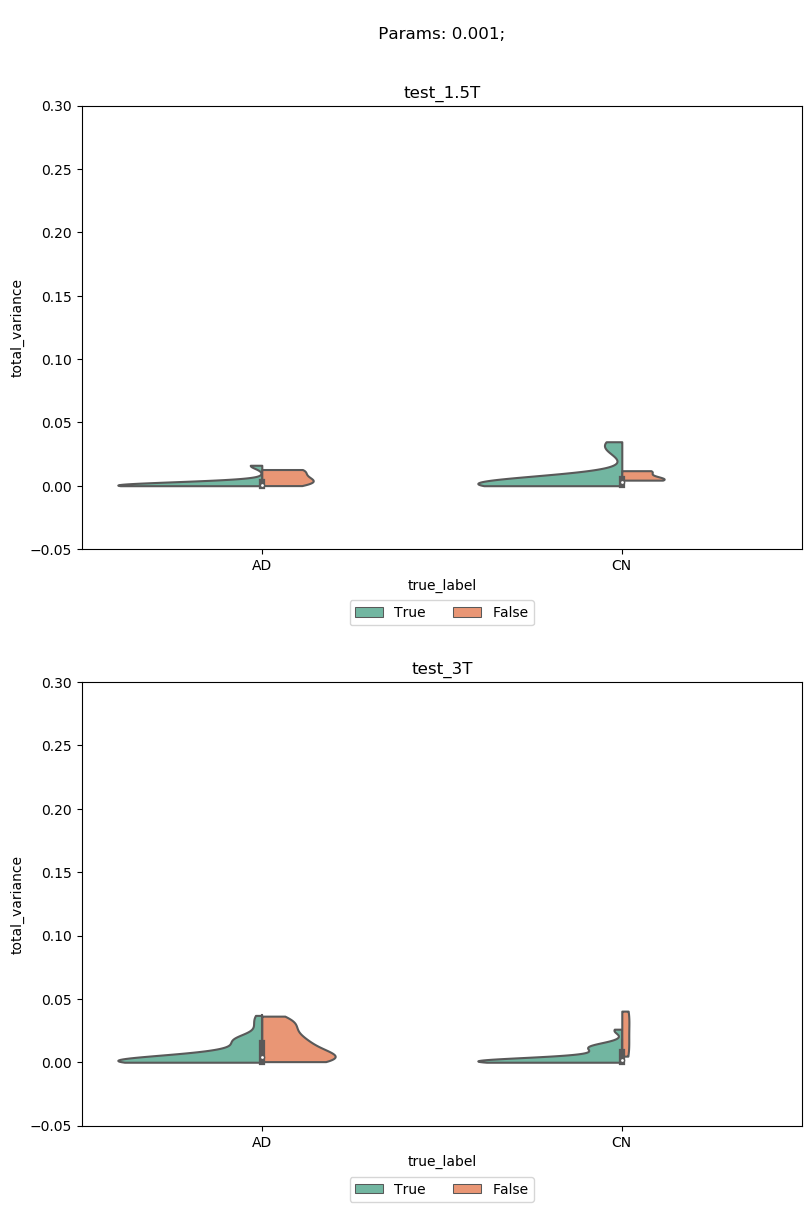 Params: 0.001;
test_1.5T
0.30
0.25
0.20
0.15
0.10
0.05
0.00
−0.05
total_variance
AD CN
true_label
True False
test_3T
0.30
0.25
0.20
0.15
0.10
0.05
0.00
−0.05
total_variance
AD CN
true_label
True False